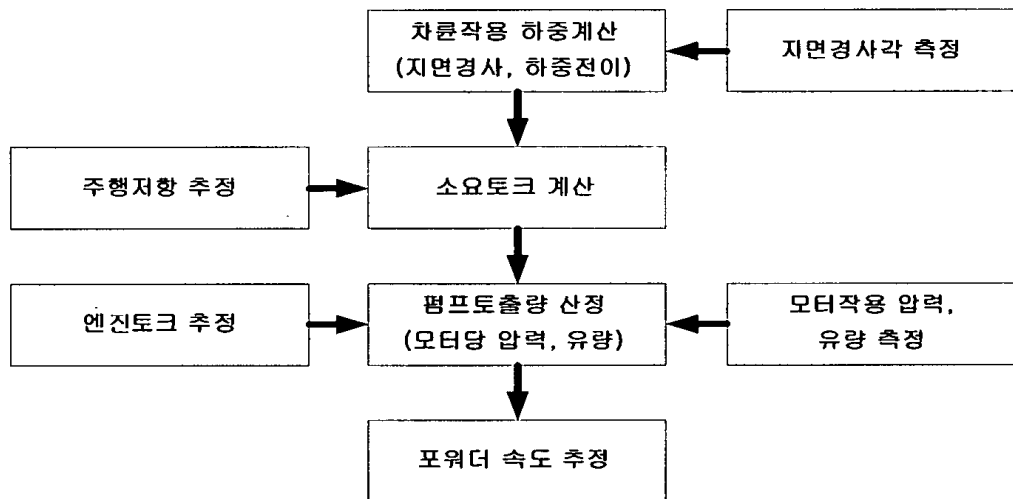 차륜작용 하중계산
(지면경사, 하중전이)
지면경사각 측정
주행저항 추정
소요토크 계산
엔진토크 추정
펌프토출량 산정
(모터당 압력, 유량)
모터작용 압력,
유량 측정
포워더 속도 추정